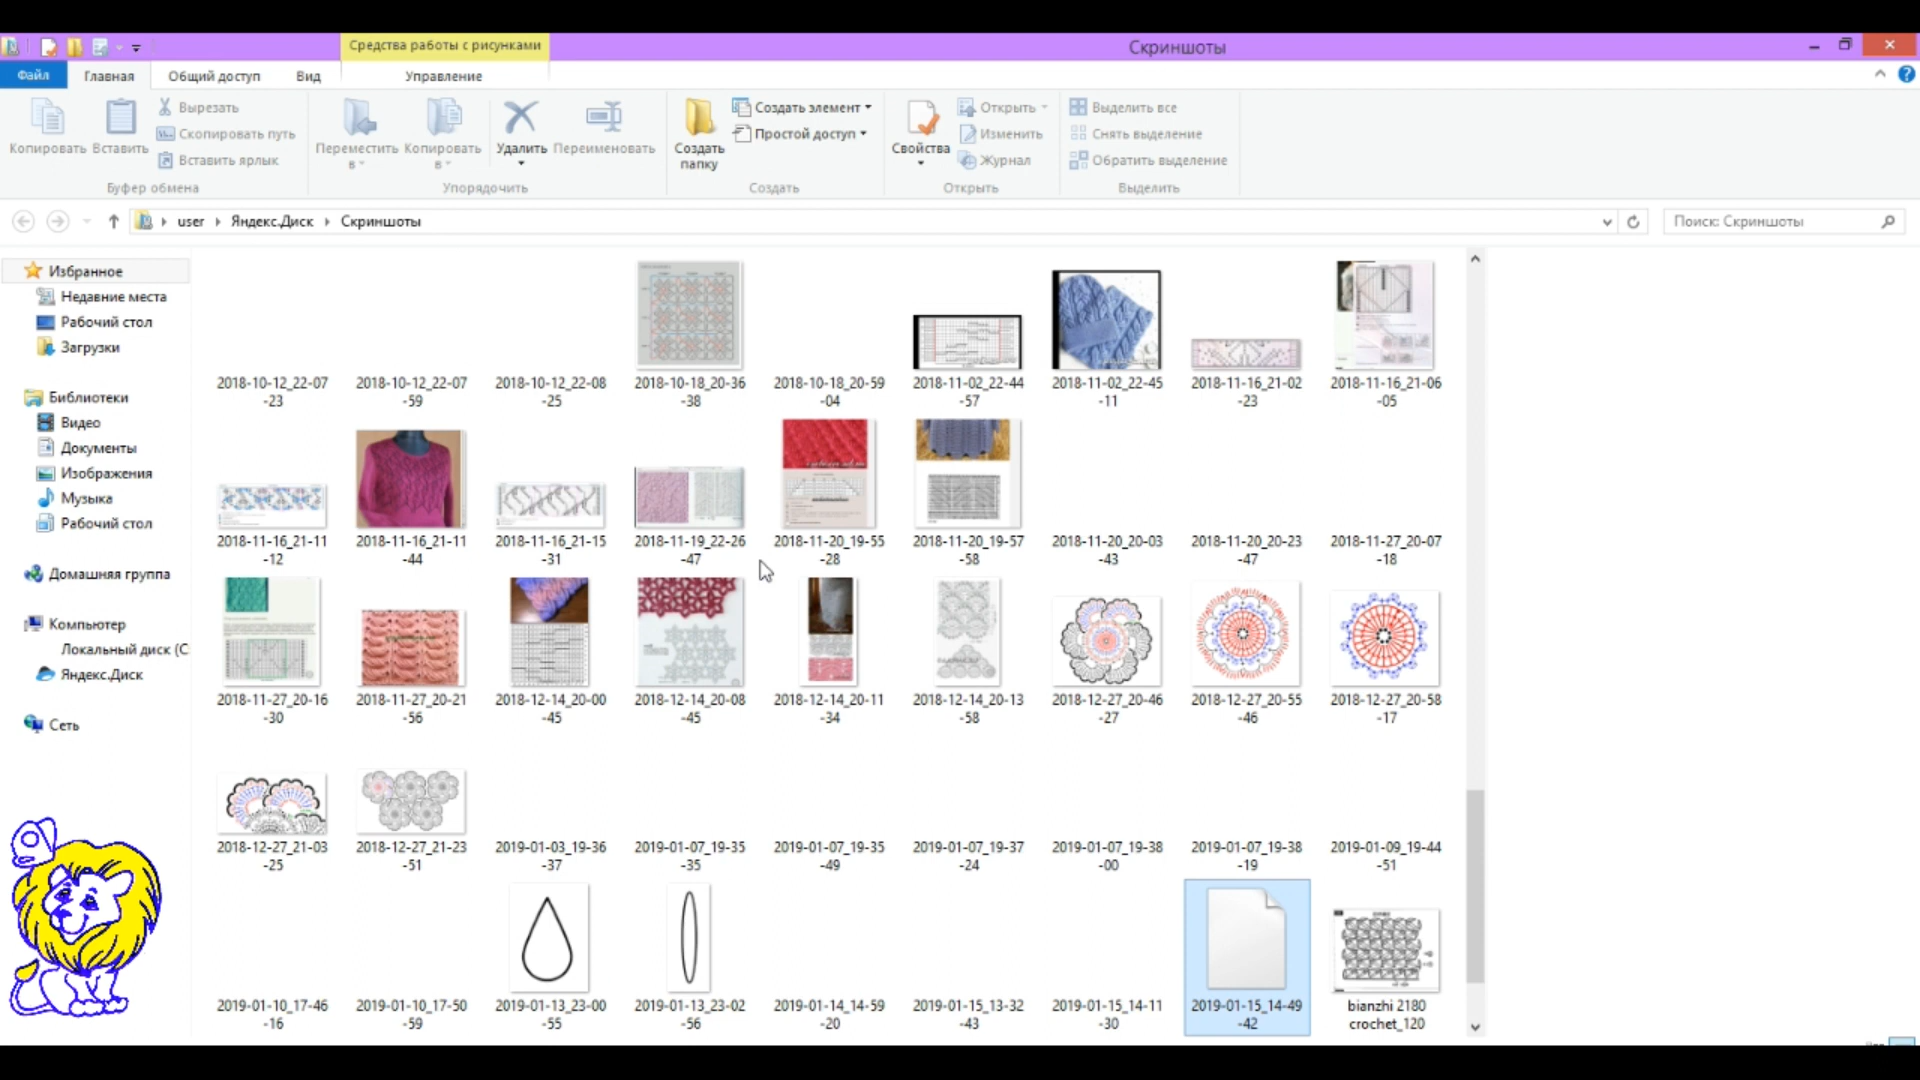 Средства работы с рисунками
Скриншоты
Файл
Главная
Общий доступ
Вид
Управление
Копировать
Вставить
Вырезать
Скопировать путь
Вставить ярлык
Буфер обмена
Переместить в
Копировать в
Удалить
Переименовать
Упорядочить
Создать папку
Создать элемент
Простой доступ
Создать
Свойства
Открыть
Изменить
Журнал
Открыть
Выделить все
Снять выделение
Обратить выделение
Выделить
user
Яндекс.Диск
Скриншоты
Поиск: Скриншоты
Избранное
Недавние места
Рабочий стол
Загрузки
Библиотеки
Видео
Документы
Изображения
Музыка
Рабочий стол
Домашняя группа
Компьютер
Локальный диск (C
Яндекс.Диск
Сеть
2018-10-12_22-07-23
2018-10-12_22-07-59
2018-10-12_22-08-25
2018-10-18_20-36-38
2018-10-18_20-59-04
2018-11-02_22-44-57
2018-11-02_22-45-11
2018-11-16_21-02-23
2018-11-16_21-06-05
2018-11-16_21-11-12
2018-11-16_21-11-44
2018-11-16_21-15-31
2018-11-19_22-26-47
2018-11-20_19-55-28
2018-11-20_19-57-58
2018-11-20_20-03-43
2018-11-20_20-23-47
2018-11-27_20-07-18
2018-11-27_20-16-30
2018-11-27_20-21-56
2018-12-14_20-00-45
2018-12-14_20-08-45
2018-12-14_20-11-34
2018-12-14_20-13-58
2018-12-27_20-46-27
2018-12-27_20-55-46
2018-12-27_20-58-17
2018-12-27_21-03-25
2018-12-27_21-23-51
2019-01-03_19-36-37
2019-01-07_19-35-35
2019-01-07_19-35-49
2019-01-07_19-37-24
2019-01-07_19-38-00
2019-01-07_19-38-19
2019-01-09_19-44-51
2019-01-10_17-46-16
2019-01-10_17-50-59
2019-01-13_23-00-55
2019-01-13_23-02-56
2019-01-14_14-59-20
2019-01-15_13-32-43
2019-01-15_14-11-30
2019-01-15_14-49-42
bianzhi 2180 crochet_120